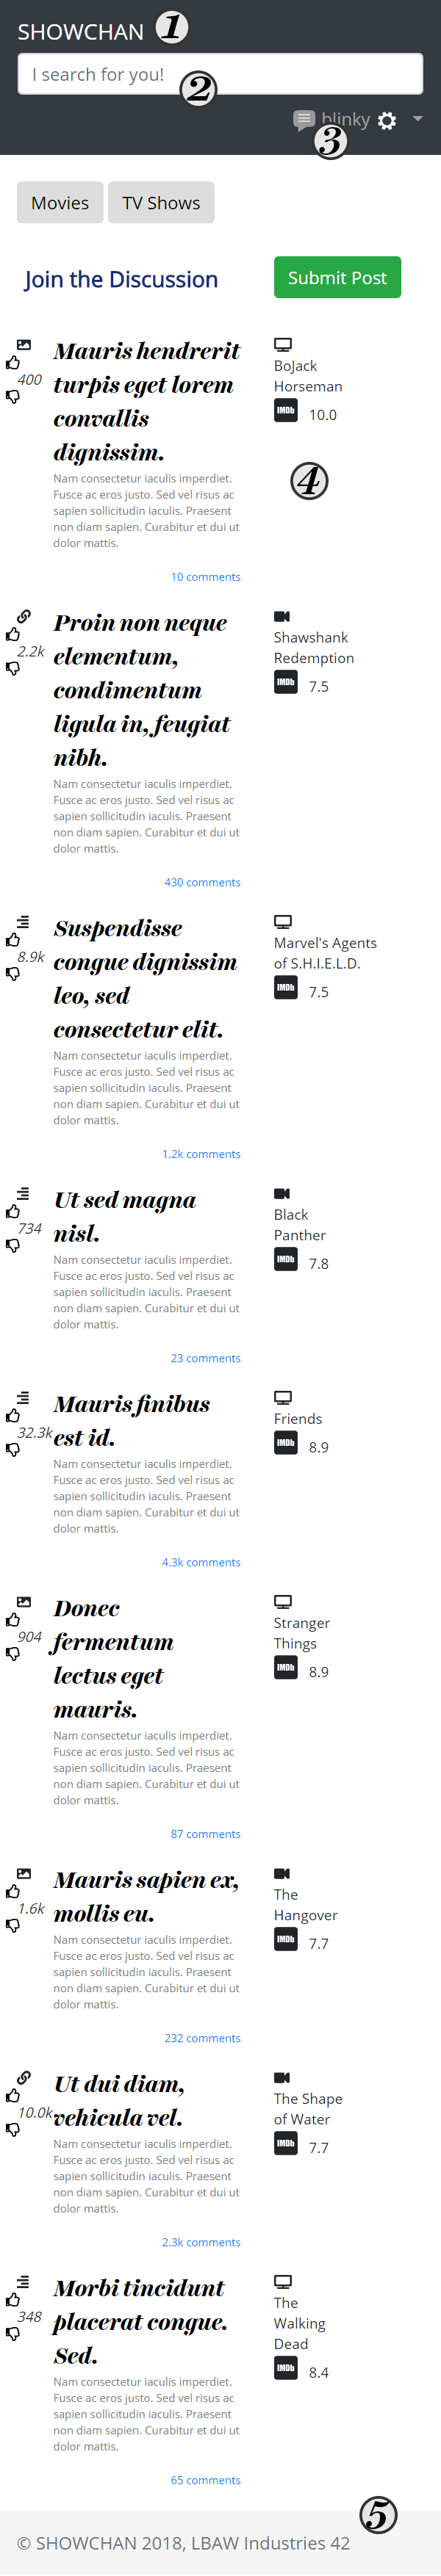 SHOWCHAN 1
I search for you!
2
blinky
3
Movies TV Shows
Join the Discussion Submit Post
Mauris hendrerit
turpis eget lorem
convallis
dignissim.
400
Nam consectetur iaculis imperdiet.
Fusce ac eros justo. Sed vel risus ac
sapien sollicitudin iaculis. Praesent
non diam sapien. Curabitur et dui ut
dolor mattis.
10 comments
BoJack
Horseman
IMDb 10.0
4
Proin non neque
elementum,
condimentum
ligula in, feugiat
nibh.
2.2k
Nam consectetur iaculis imperdiet.
Fusce ac eros justo. Sed vel risus ac
sapien sollicitudin iaculis. Praesent
non diam sapien. Curabitur et dui ut
dolor mattis.
430 comments
Shawshank
Redemption
IMDb 7.5
Suspendisse
congue dignissim
leo, sed
consectetur elit.
8.9k
Nam consectetur iaculis imperdiet.
Fusce ac eros justo. Sed vel risus ac
sapien sollicitudin iaculis. Praesent
non diam sapien. Curabitur et dui ut
dolor mattis.
1.2k comments
Marvel's Agents
of S.H.I.E.L.D.
IMDb 7.5
Ut sed magna
nisl.
734
Nam consectetur iaculis imperdiet.
Fusce ac eros justo. Sed vel risus ac
sapien sollicitudin iaculis. Praesent
non diam sapien. Curabitur et dui ut
dolor mattis.
23 comments
Black
Panther
IMDb 7.8
Mauris finibus
est id.
32.3k
Nam consectetur iaculis imperdiet.
Fusce ac eros justo. Sed vel risus ac
sapien sollicitudin iaculis. Praesent
non diam sapien. Curabitur et dui ut
dolor mattis.
4.3k comments
Friends
IMDb 8.9
Donec
fermentum
lectus eget
mauris.
904
Nam consectetur iaculis imperdiet.
Fusce ac eros justo. Sed vel risus ac
sapien sollicitudin iaculis. Praesent
non diam sapien. Curabitur et dui ut
dolor mattis.
87 comments
Stranger
Things
IMDb 8.9
Mauris sapien ex,
mollis eu.
1.6k
Nam consectetur iaculis imperdiet.
Fusce ac eros justo. Sed vel risus ac
sapien sollicitudin iaculis. Praesent
non diam sapien. Curabitur et dui ut
dolor mattis.
232 comments
The
Hangover
IMDb 7.7
Ut dui diam,
vehicula vel.
10.0k
Nam consectetur iaculis imperdiet.
Fusce ac eros justo. Sed vel risus ac
sapien sollicitudin iaculis. Praesent
non diam sapien. Curabitur et dui ut
dolor mattis.
2.3k comments
The Shape
of Water
IMDb 7.7
Morbi tincidunt
placerat congue.
Sed.
348
Nam consectetur iaculis imperdiet.
Fusce ac eros justo. Sed vel risus ac
sapien sollicitudin iaculis. Praesent
non diam sapien. Curabitur et dui ut
dolor mattis.
65 comments
The
Walking
Dead
IMDb 8.4
5
© SHOWCHAN 2018, LBAW Industries 42